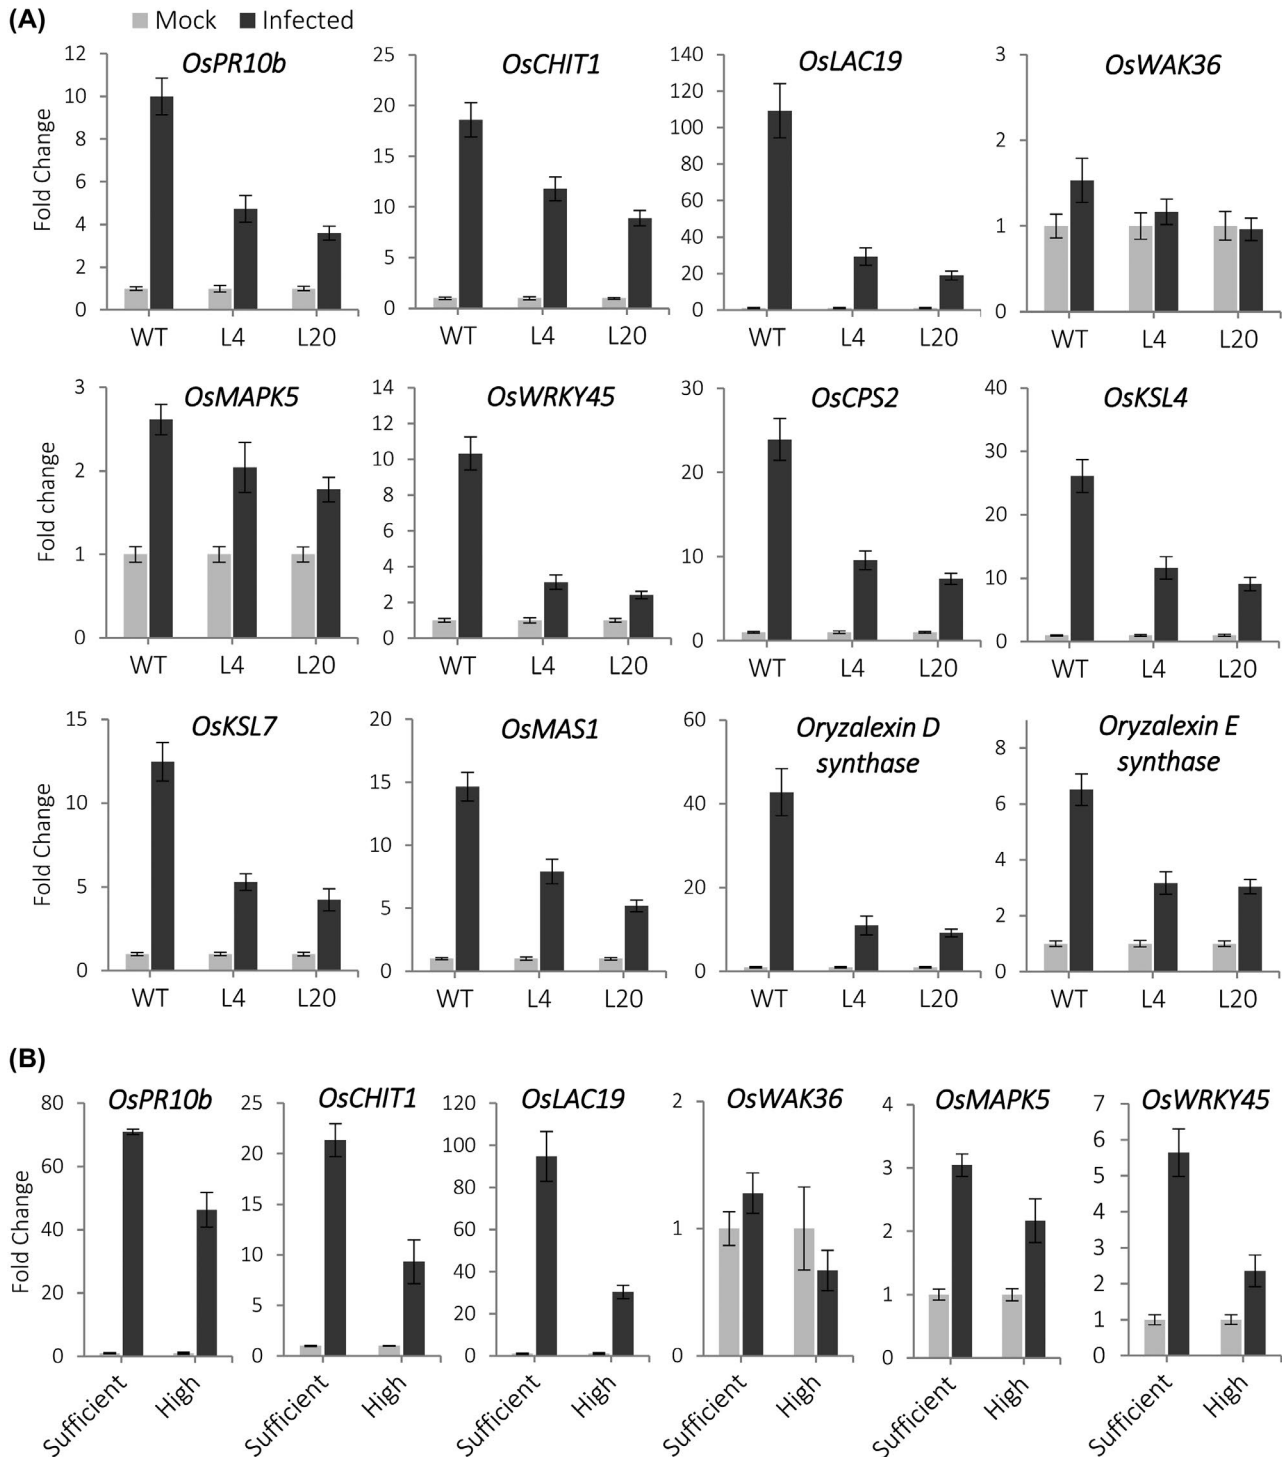 (A)
Mock Infected
OsPR10b OsCHIT1 OsLAC19 OsWAK36
Fold Change
12
10
8
6
4
2
0
WT L4 L20
25
20
15
10
5
0
WT L4 L20
140
120
100
80
60
40
20
0
WT L4 L20
3
2
1
0
WT L4 L20
OsMAPK5 OsWRKY45 OsCPS2 OsKSL4
Fold change
3
2
1
0
WT L4 L20
14
12
10
8
6
4
2
0
WT L4 L20
30
20
10
0
WT L4 L20
40
30
20
10
0
WT L4 L20
OsKSL7 OsMAS1
Oryzalexin D
synthase
Oryzalexin E
synthase
Fold Change
15
10
5
0
WT L4 L20
20
15
10
5
0
WT L4 L20
60
40
20
0
WT L4 L20
8
6
4
2
0
WT L4 L20
(B)
OsPR10b OsCHIT1 OsLAC19 OsWAK36 OsMAPK5 OsWRKY45
Fold Change
80
60
40
20
0
Sufficient High
25
20
15
10
5
0
Sufficient High
120
100
80
60
40
20
0
Sufficient High
2
1
0
Sufficient High
4
3
2
1
0
Sufficient High
7
6
5
4
3
2
1
0
Sufficient High